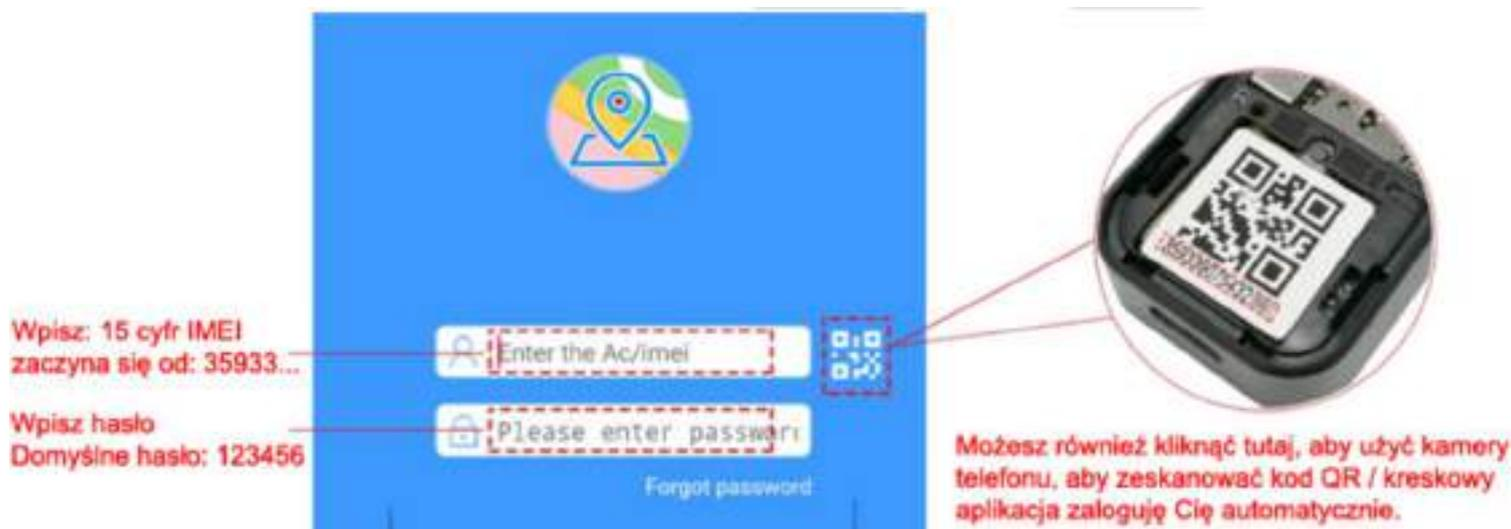 Wpisz: 15 cyfr IMEI
zaczyna się od: 35933...
Enter the Ac/imei
Wpisz hasło
Domyślne hasło: 123456
Please enter passwor
Forgot password
Możesz również kliknąć tutaj, aby użyć kamery
telefonu, aby zeskanować kod QR / kreskowy
aplikacja zaloguję Cię automatycznie.